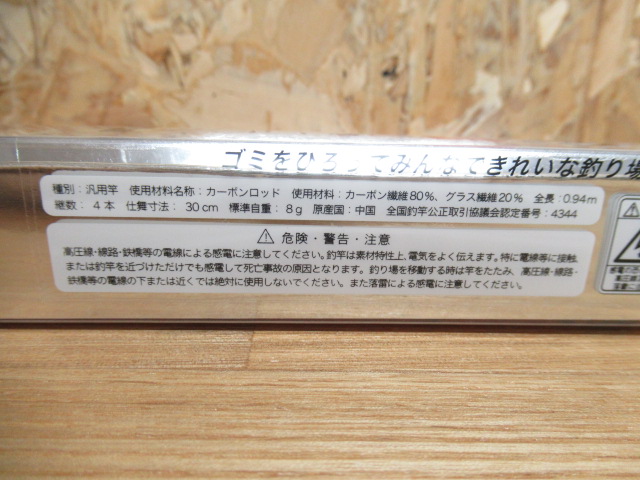 ゴミをひろってみんなできれいな釣り場
種別：汎用竿　使用材料名称：カーボンロッド　使用材料：カーボン繊維80%、グラス繊維20%　全長：0.94m
継数：4本　仕舞寸法：30cm　標準自重：8g　原産国：中国　全国釣竿公正取引協議会認定番号：4344
危険・警告・注意
高圧線・線路・鉄橋等の電線による感電に注意してください。釣竿は素材特性上、電気をよく伝えます。特に電線等に接触、
または釣竿を近づけただけでも感電して死亡事故の原因となります。釣り場を移動する時は竿をたたみ、高圧線・線路・
鉄橋等の電線の下または近くでは絶対に使用しないでください。また落雷による感電に注意してください。